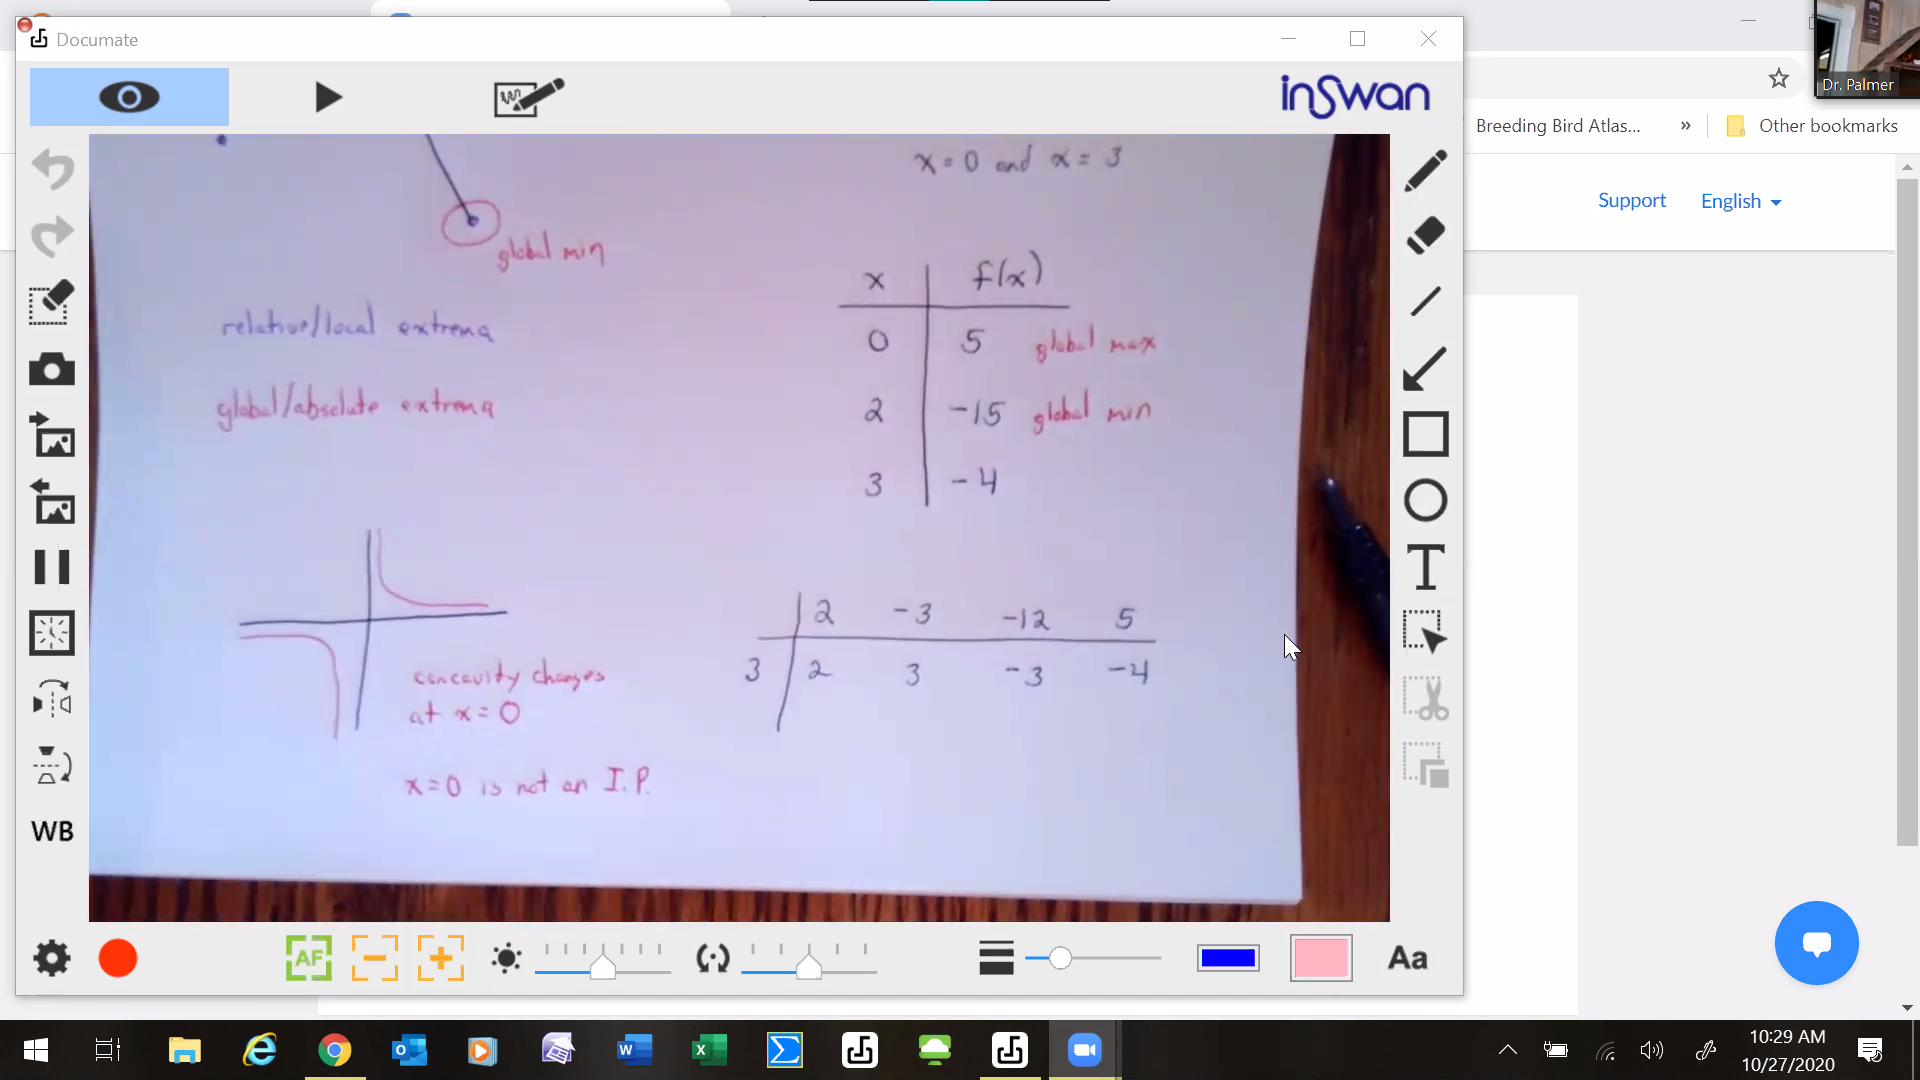 Documate
Dr. Palmer
inSwan
Breeding Bird Atlas...
»
Other bookmarks
Support
English
x = 0 and x = 3
global min
x f(x)
0 5 global max
2 -15 global min
3 -4
relative/local extrema
global/absolute extrema
2 -3 -12 5
3 2 3 -3 -4
concavity changes
at x = 0
x = 0 is not an I.P.
T
WB
AF
Aa
10:29 AM
10/27/2020